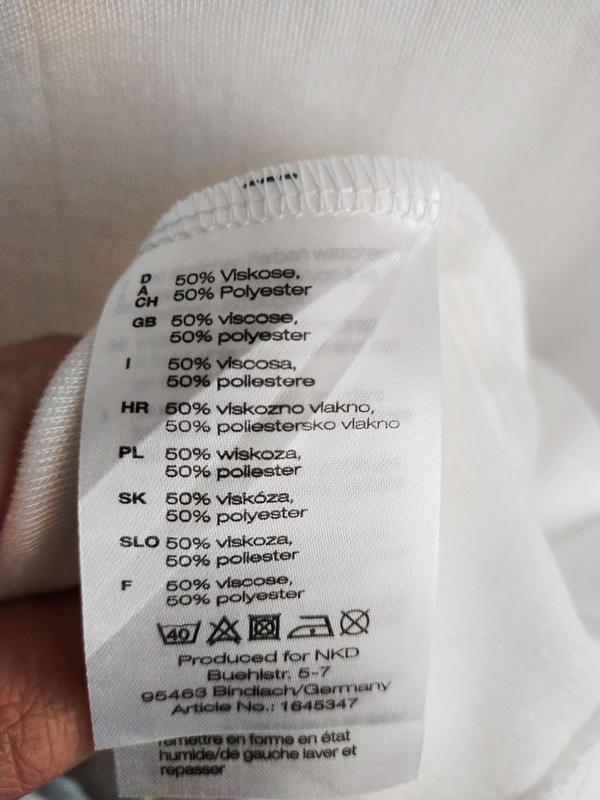 D 50% Viskose,
A
CH 50% Polyester
GB 50% viscose,
50% polyester
I 50% viscosa,
50% poliestere
HR 50% viskozno vlakno,
50% poliestersko vlakno
PL 50% wiskoza,
50% poliester
SK 50% viskóza,
50% polyester
SLO 50% viskoza,
50% poliester
F 50% viscose,
50% polyester
40
Produced for NKD
Buehlstr. 5-7
95463 Bindlach/Germany
Article No.: 1645347
remettre en forme en état
humide/de gauche laver et
repasser